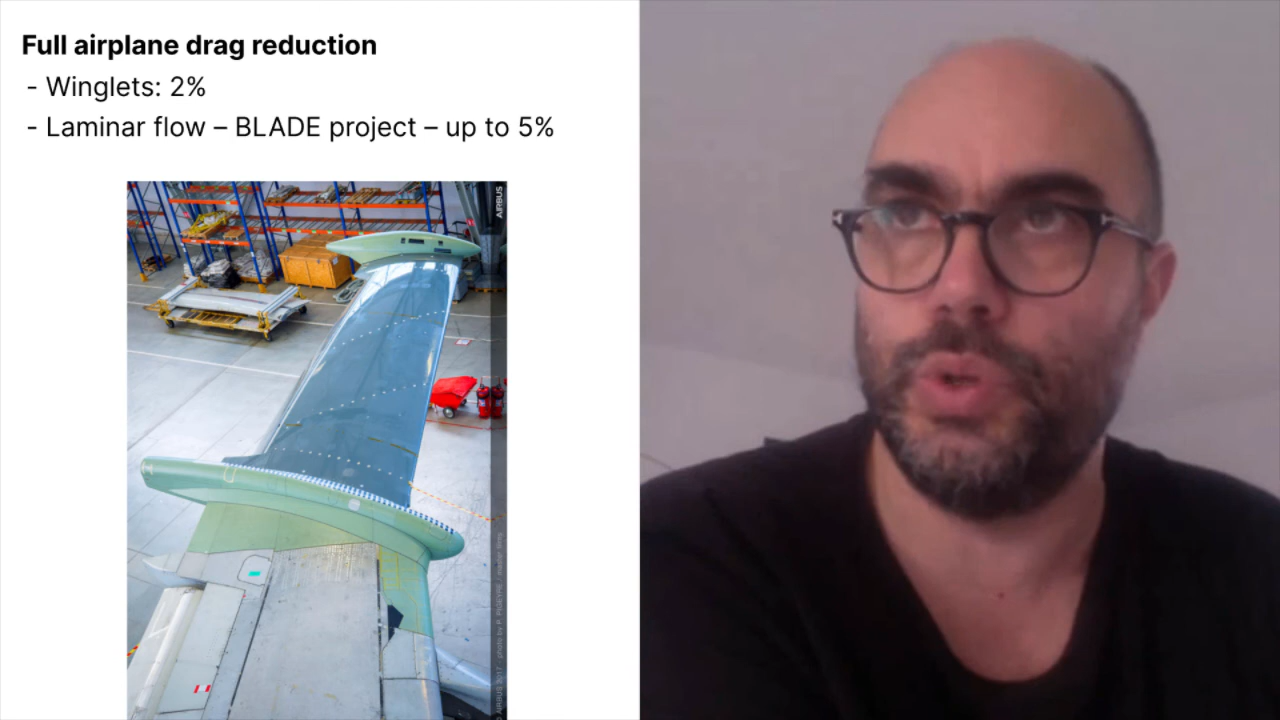 Full airplane drag reduction
- Winglets: 2%
- Laminar flow – BLADE project – up to 5%
AIRBUS